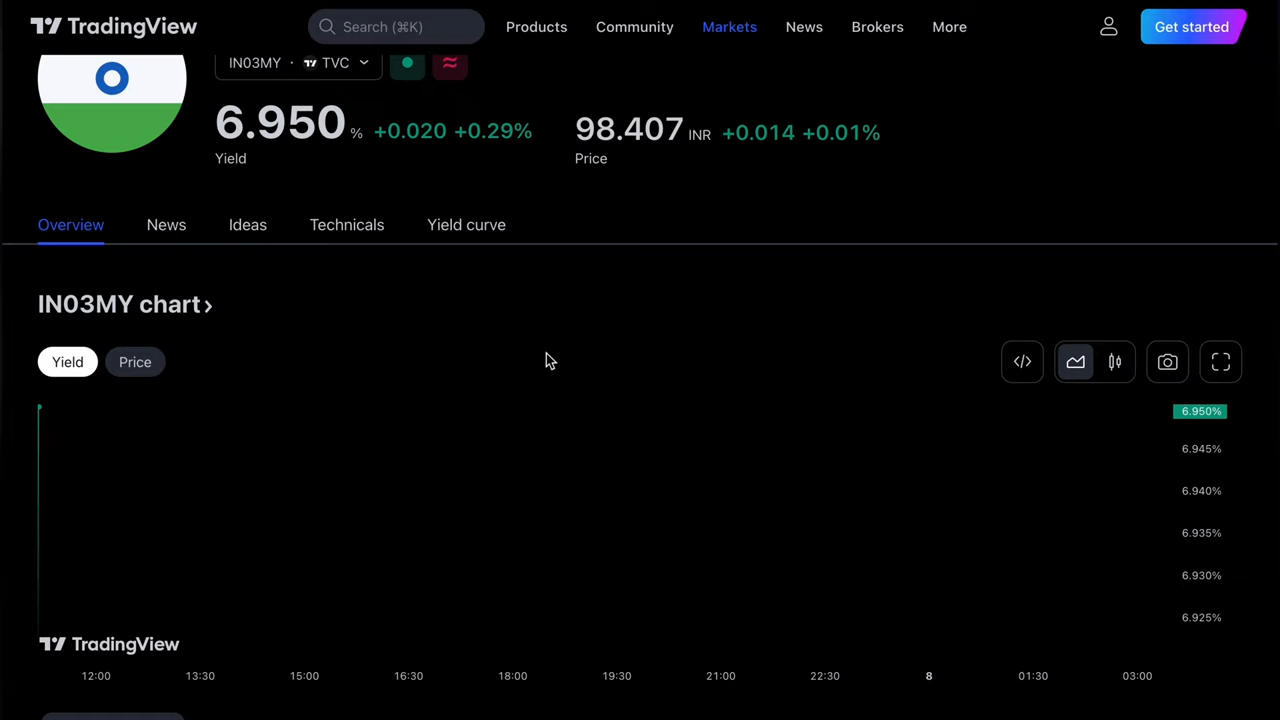 TradingView
Search (⌘K)
Products
Community
Markets
News
Brokers
More
Get started
IN03MY · TVC
6.950 % +0.020 +0.29%
Yield
98.407 INR +0.014 +0.01%
Price
Overview
News
Ideas
Technicals
Yield curve
IN03MY chart
Yield
Price
6.950%
6.945%
6.940%
6.935%
6.930%
6.925%
TradingView
12:00
13:30
15:00
16:30
18:00
19:30
21:00
22:30
8
01:30
03:00